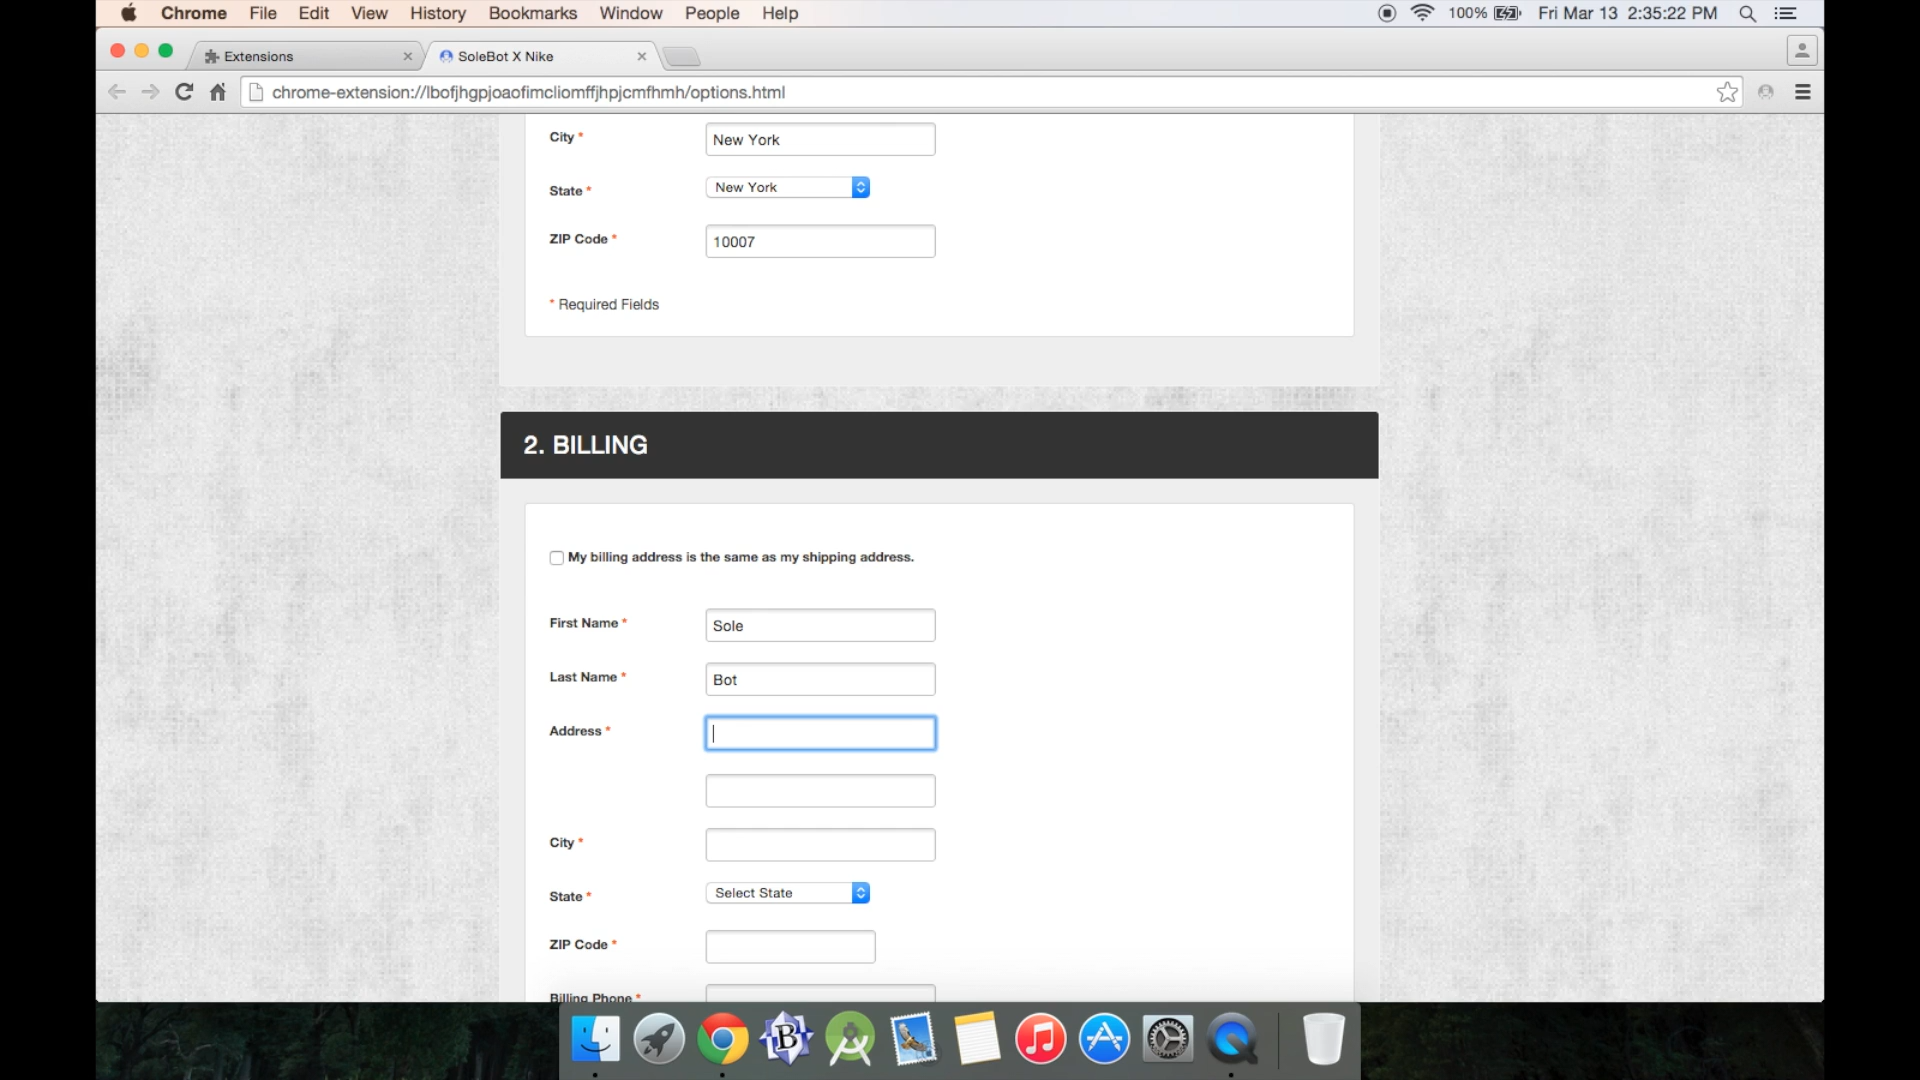 Chrome File Edit View History Bookmarks Window People Help 100% Fri Mar 13 2:35:22 PM
Extensions SoleBot X Nike
chrome-extension://lbofjhgpjoaofimcliomffjhpjcmfhmh/options.html
City * New York
State * New York
ZIP Code * 10007
* Required Fields
2. BILLING
My billing address is the same as my shipping address.
First Name * Sole
Last Name * Bot
Address *
City *
State * Select State
ZIP Code *
Billing Phone *